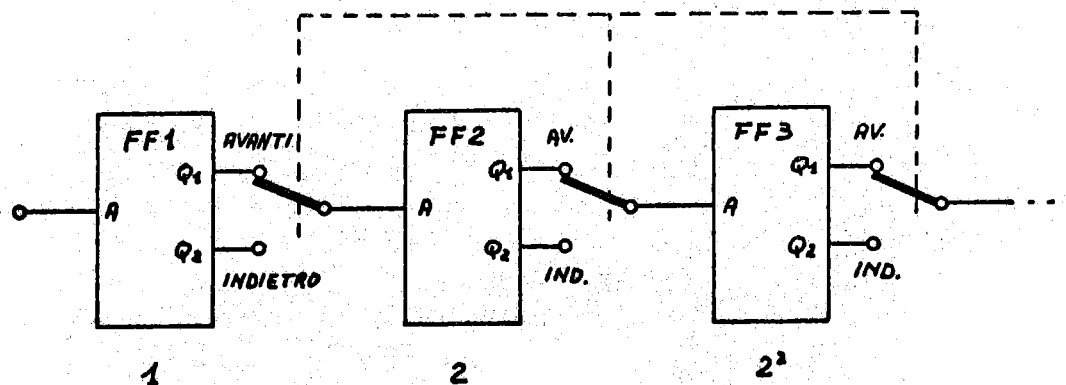 FF1
AVANTI
Q1
A
Q2
INDIETRO
1
FF2
AV.
Q1
A
Q2
IND.
2
FF3
AV.
Q1
A
Q2
IND.
2²